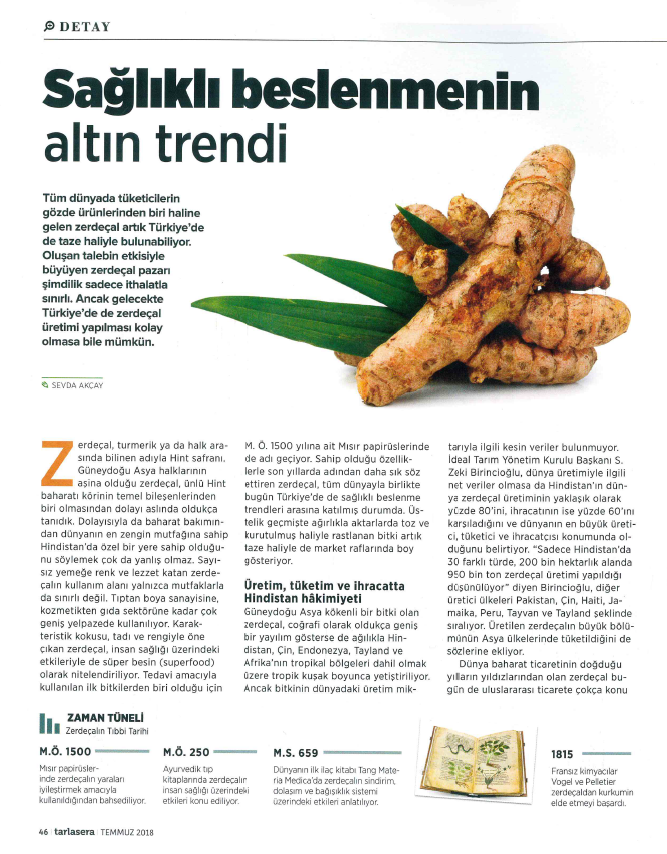 DETAY
Sağlıklı beslenmenin
altın trendi
Tüm dünyada tüketicilerin
gözde ürünlerinden biri haline
gelen zerdeçal artık Türkiye'de
de taze haliyle bulunabiliyor.
Oluşan talebin etkisiyle
büyüyen zerdeçal pazarı
şimdilik sadece ithalatla
sınırlı. Ancak gelecekte
Türkiye'de de zerdeçal
üretimi yapılması kolay
olmasa bile mümkün.
SEVDA AKÇAY
Zerdeçal, turmerik ya da halk ara-
sında bilinen adıyla Hint safranı.
Güneydoğu Asya halklarının
aşina olduğu zerdeçal, ünlü Hint
baharatı körinin temel bileşenlerinden
biri olmasından dolayı aslında oldukça
tanıdık. Dolayısıyla da baharat bakımın-
dan dünyanın en zengin mutfağına sahip
Hindistan'da özel bir yere sahip olduğu-
nu söylemek çok da yanlış olmaz. Sayı-
sız yemeğe renk ve lezzet katan zerde-
çalın kullanım alanı yalnızca mutfaklarla
da sınırlı değil. Tıptan boya sanayisine,
kozmetikten gıda sektörüne kadar çok
geniş yelpazede kullanılıyor. Karak-
teristik kokusu, tadı ve rengiyle öne
çıkan zerdeçal, insan sağlığı üzerindeki
etkileriyle de süper besin (superfood)
olarak nitelendiriliyor. Tedavi amacıyla
kullanılan ilk bitkilerden biri olduğu için
M. Ö. 1500 yılına ait Mısır papirüslerinde
de adı geçiyor. Sahip olduğu özellik-
lerle son yıllarda adından daha sık söz
ettiren zerdeçal, tüm dünyayla birlikte
bugün Türkiye'de de sağlıklı beslenme
trendleri arasına katılmış durumda. Üs-
telik geçmişte ağırlıkla aktarlarda toz ve
kurutulmuş haliyle rastlanan bitki artık
taze haliyle de market raflarında boy
gösteriyor.
Üretim, tüketim ve ihracatta
Hindistan hâkimiyeti
Güneydoğu Asya kökenli bir bitki olan
zerdeçal, coğrafi olarak oldukça geniş
bir yayılım gösterse de ağılıkla Hin-
distan, Çin, Endonezya, Tayland ve
Afrika'nın tropikal bölgeleri dahil olmak
üzere tropik kuşak boyunca yetiştiriliyor.
Ancak bitkinin dünyadaki üretim mik-
tarıyla ilgili kesin veriler bulunmuyor.
İdeal Tarım Yönetim Kurulu Başkanı S.
Zeki Birincioğlu, dünya üretimiyle ilgili
net veriler olmasa da Hindistan'ın dün-
ya zerdeçal üretiminin yaklaşık olarak
yüzde 80'ini, ihracatının ise yüzde 60'ını
karşıladığını ve dünyanın en büyük üreti-
ci, tüketici ve ihracatçısı konumunda ol-
duğunu belirtiyor. "Sadece Hindistan'da
30 farklı türde, 200 bin hektarlık alanda
950 bin ton zerdeçal üretimi yapıldığı
düşünülüyor" diyen Birincioğlu, diğer
üretici ülkeleri Pakistan, Çin, Haiti, Ja-
maika, Peru, Tayvan ve Tayland şeklinde
sıralıyor. Üretilen zerdeçalın büyük bölü-
münün Asya ülkelerinde tüketildiğini de
sözlerine ekliyor.
Dünya baharat ticaretinin doğduğu
yılların yıldızlarından olan zerdeçal bu-
gün de uluslararası ticarete çokça konu
ZAMAN TÜNELİ
Zerdeçalın Tıbbi Tarihi
M.Ö. 1500
Mısır papirüsler-
inde zerdeçalın yaraları
iyileştirmek amacıyla
kullanıldığından bahsediliyor.
M.Ö. 250
Ayurvedik tıp
kitaplarında zerdeçalın
insan sağlığı üzerindeki
etkileri konu ediliyor.
M.S. 659
Dünyanın ilk ilaç kitabı Tang Mate-
ria Medica'da zerdeçalın sindirim,
dolaşım ve bağışıklık sistemi
üzerindeki etkileri anlatılıyor.
1815
Fransız kimyacılar
Vogel ve Pelletier
zerdeçaldan kurkumin
elde etmeyi başardı.
46 tarlasera TEMMUZ 2018